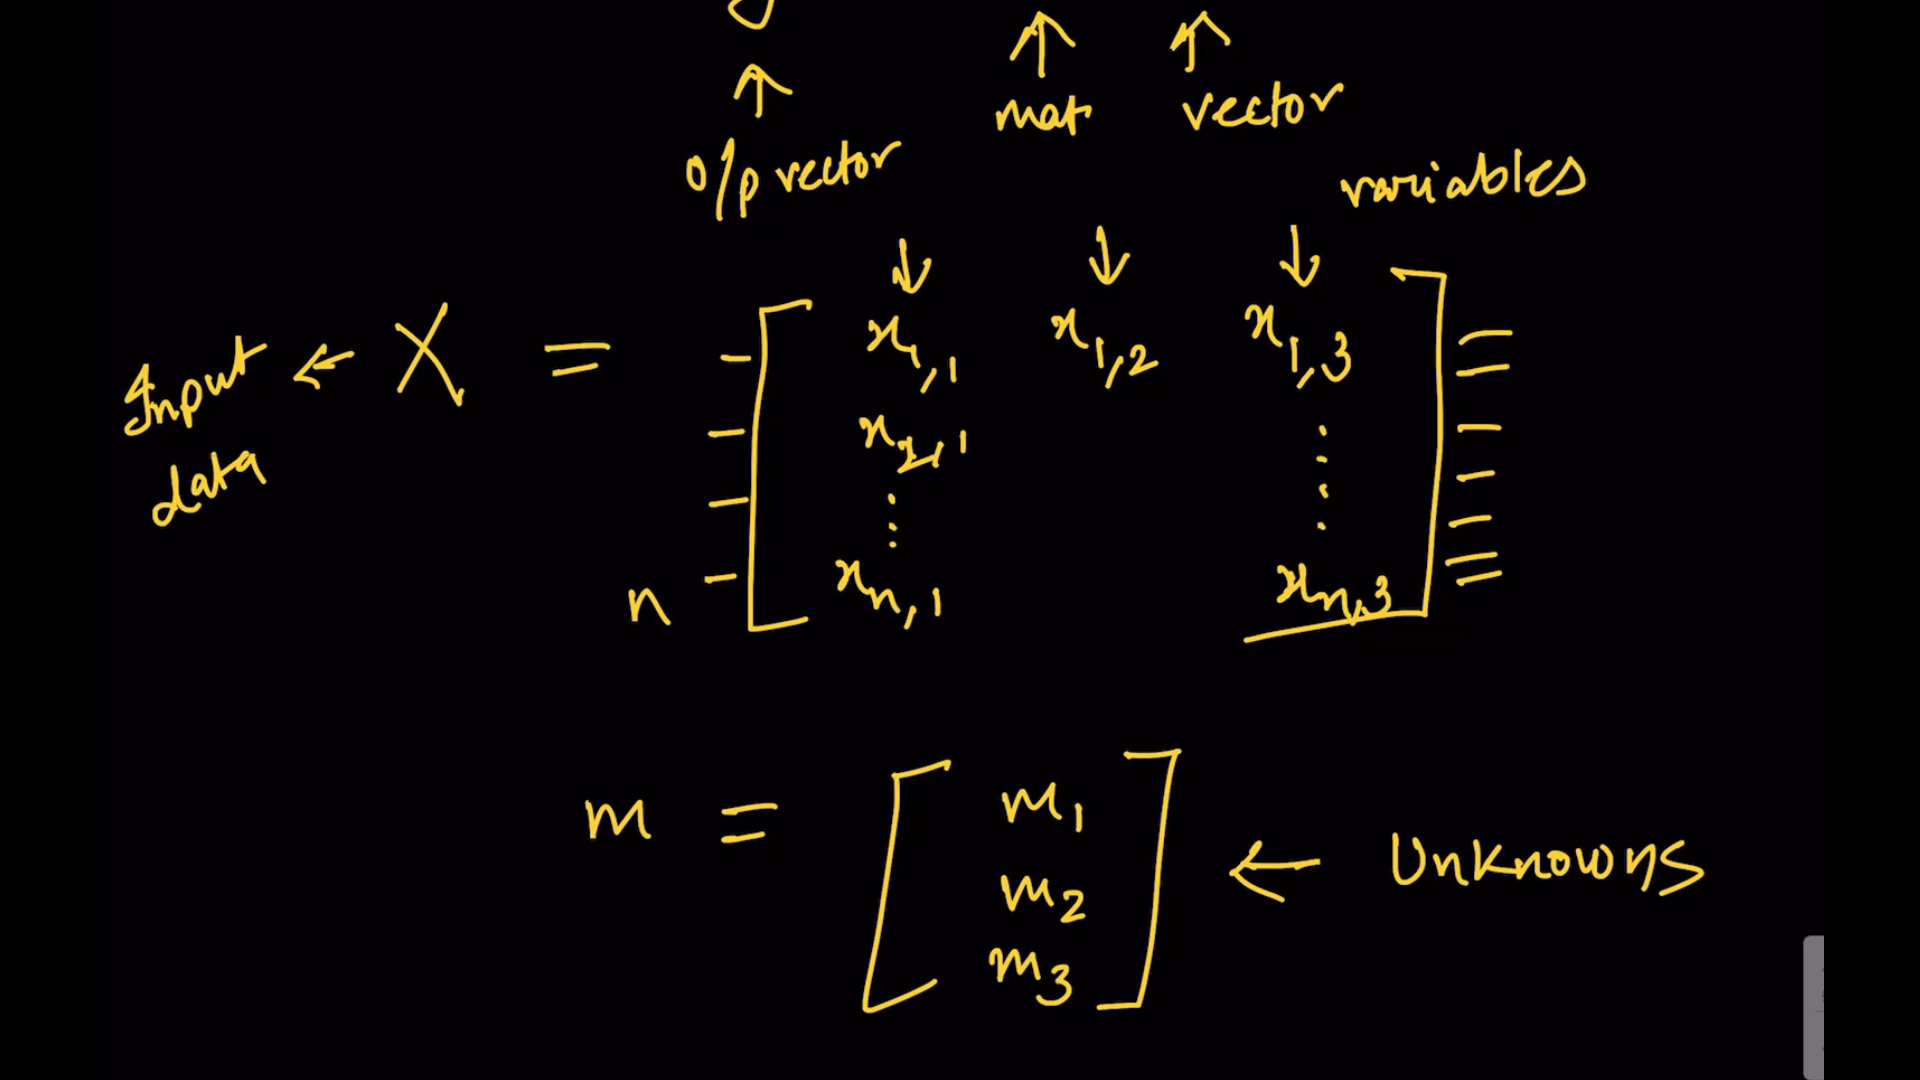 ↑ ↑ ↑
mat vector
o/p vector
variables
↓ ↓ ↓
Input data ← X = [ x1,1 x1,2 x1,3
x2,1 ⋮
⋮ ⋮
n xn,1 xn,3 ]
m = [ m1
m2 ← Unknowns
m3 ]